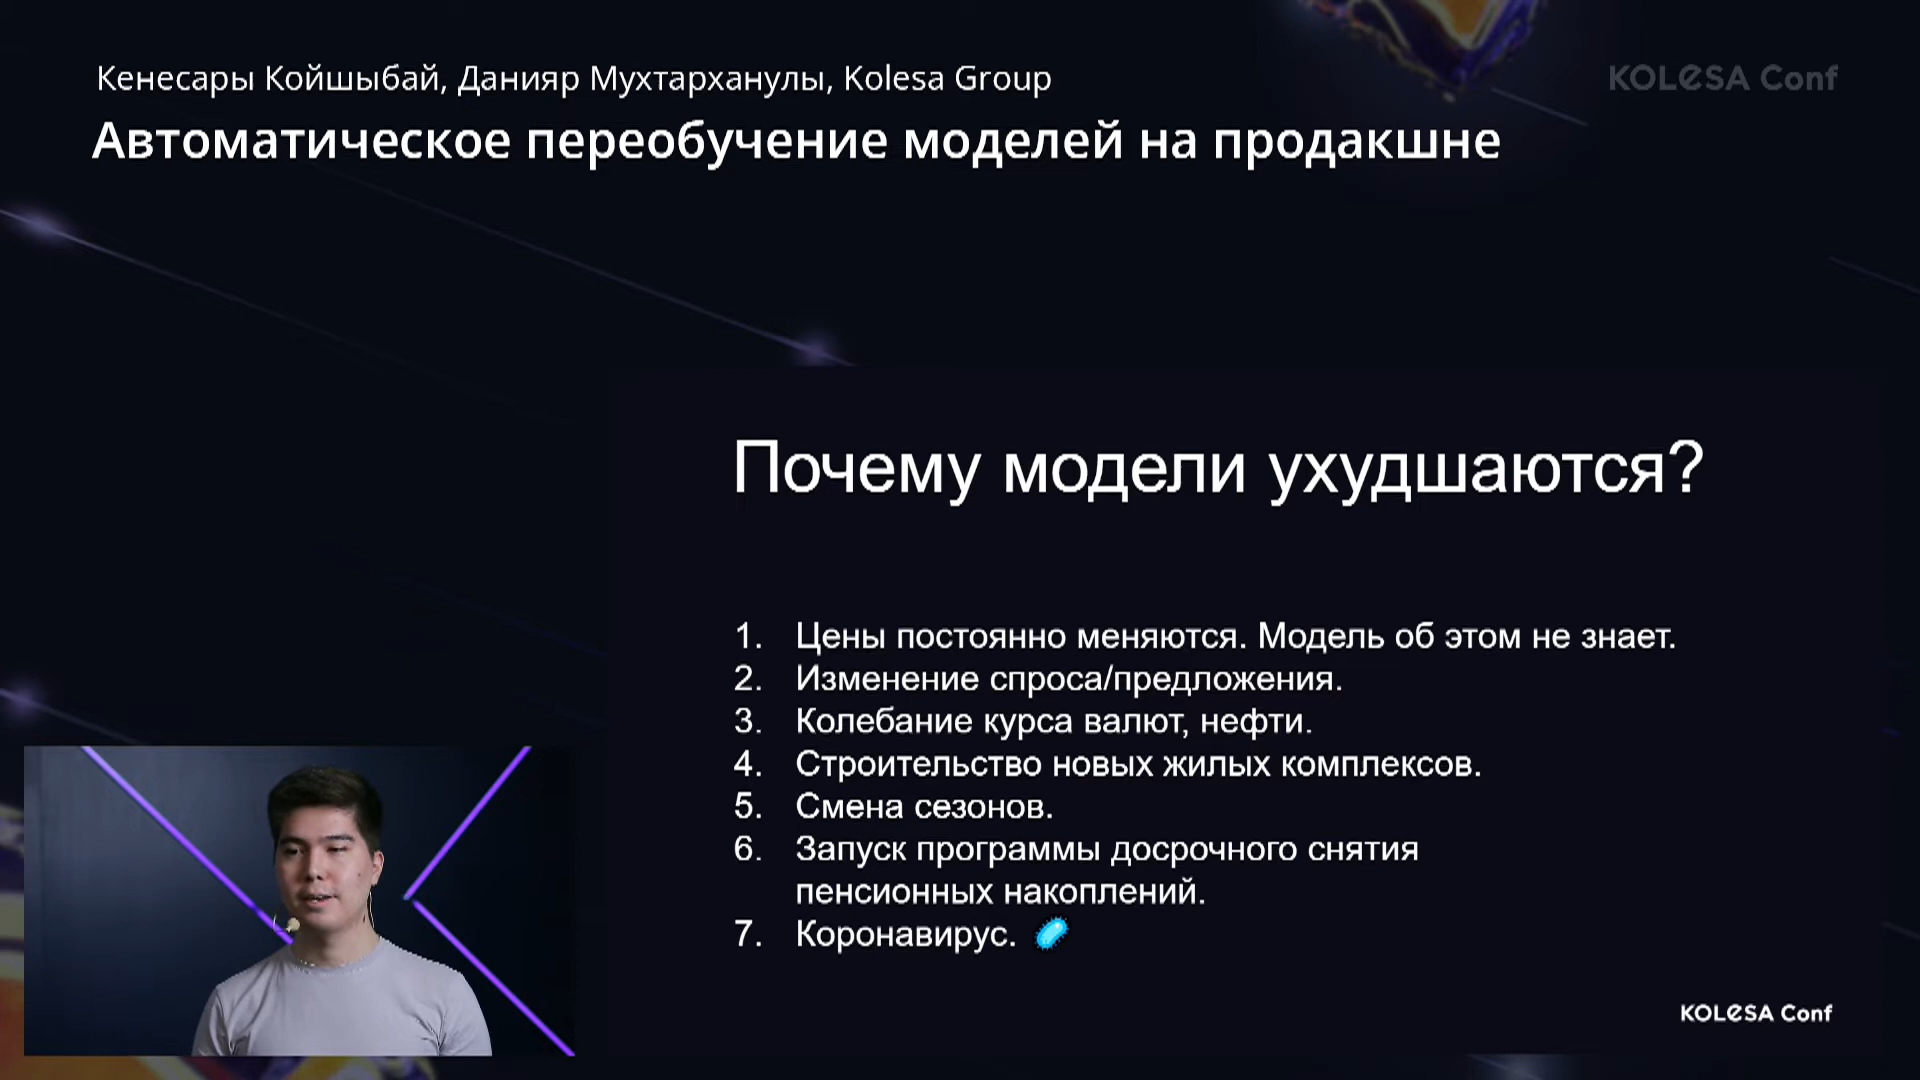 Кенесары Койшыбай, Данияр Мухтарханулы, Kolesa Group
KOLESA Conf
Автоматическое переобучение моделей на продакшне
Почему модели ухудшаются?
1. Цены постоянно меняются. Модель об этом не знает.
2. Изменение спроса/предложения.
3. Колебание курса валют, нефти.
4. Строительство новых жилых комплексов.
5. Смена сезонов.
6. Запуск программы досрочного снятия
пенсионных накоплений.
7. Коронавирус.
KOLESA Conf